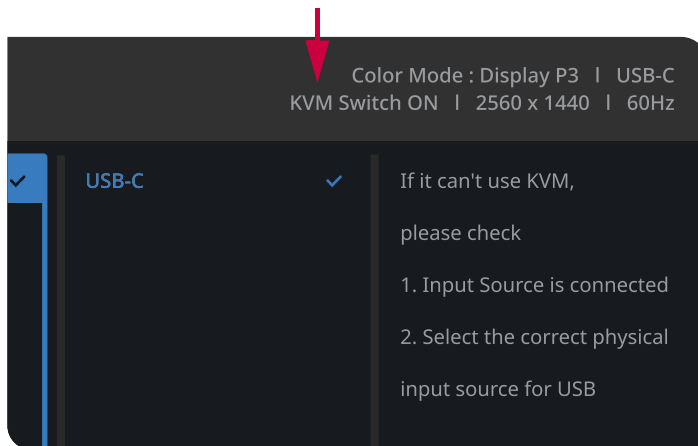 Color Mode : Display P3 l USB-C
KVM Switch ON l 2560 x 1440 l 60Hz
USB-C
If it can't use KVM,
please check
1. Input Source is connected
2. Select the correct physical
input source for USB